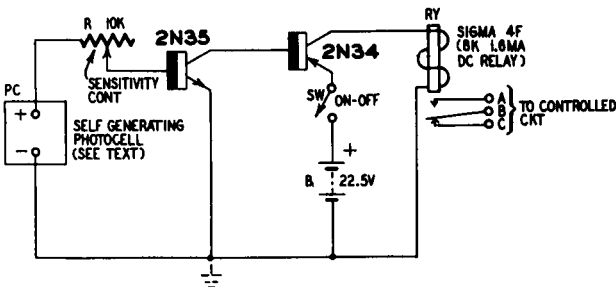 R 10K
2N35
SENSITIVITY
CONT
PC
+
-
SELF GENERATING
PHOTOCELL
(SEE TEXT)
2N34
SW
ON-OFF
+
B
22.5V
RY
SIGMA 4F
(8K 1.6MA
DC RELAY)
A
B
C
TO CONTROLLED
CKT